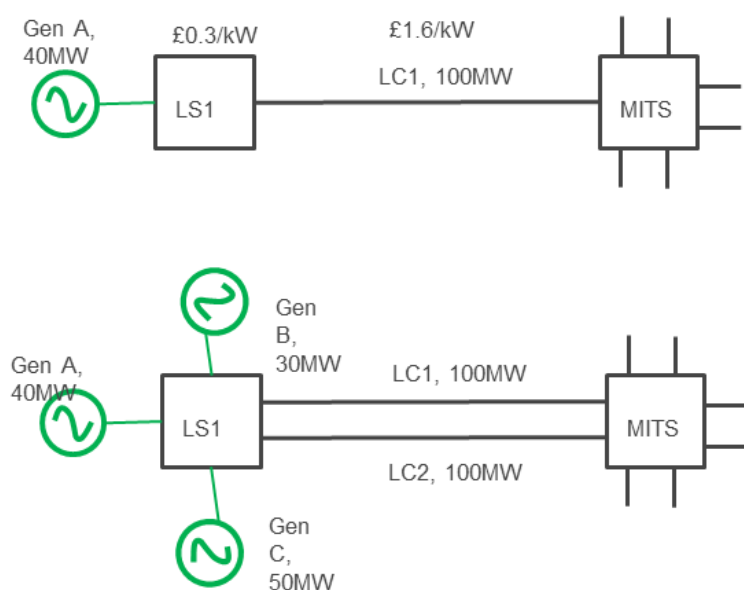 Gen A,
40MW
£0.3/kW
£1.6/kW
LS1
LC1, 100MW
MITS
Gen
B,
30MW
Gen A,
40MW
LS1
LC1, 100MW
MITS
LC2, 100MW
Gen
C,
50MW